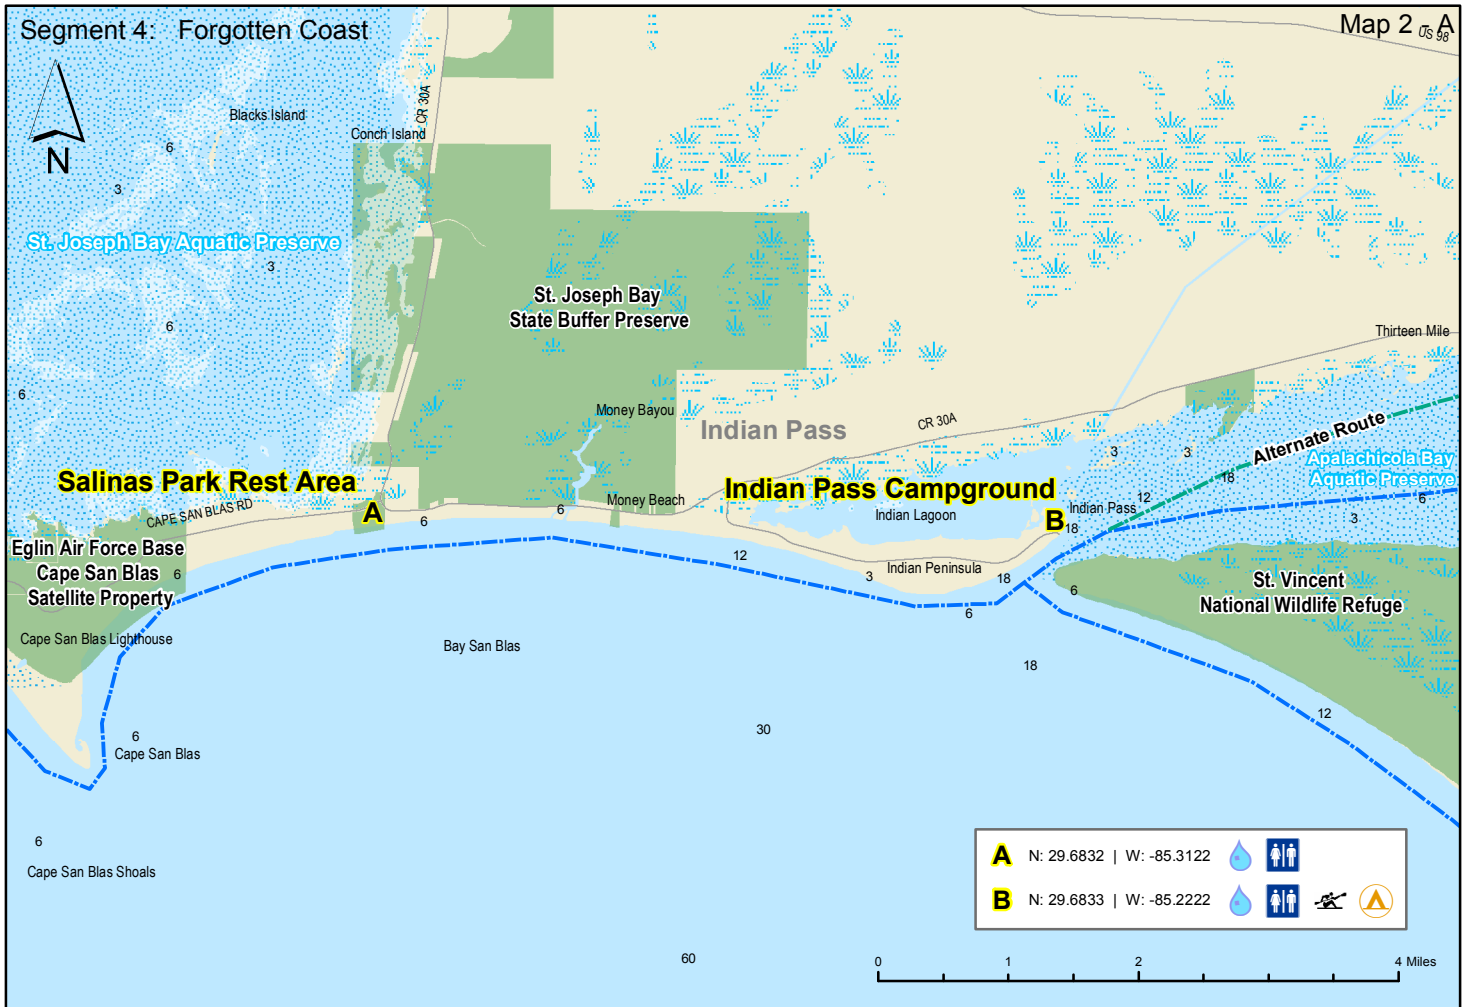 Segment 4: Forgotten Coast
Map 2 - A
US 98
N
Blacks Island
Conch Island
CR 30A
6
3
St. Joseph Bay Aquatic Preserve
3
6
6
St. Joseph Bay
State Buffer Preserve
Thirteen Mile
Money Bayou
Indian Pass
CR 30A
Alternate Route
Apalachicola Bay
Aquatic Preserve
3
3
18
12
6
3
Salinas Park Rest Area
A
CAPE SAN BLAS RD
6
6
Money Beach
Indian Pass Campground
B
Indian Lagoon
Indian Pass
18
Eglin Air Force Base
Cape San Blas
Satellite Property
6
12
3
Indian Peninsula
18
6
6
St. Vincent
National Wildlife Refuge
Cape San Blas Lighthouse
Bay San Blas
18
12
30
6
Cape San Blas
6
Cape San Blas Shoals
60
A N: 29.6832 | W: -85.3122
B N: 29.6833 | W: -85.2222
0 1 2 4 Miles